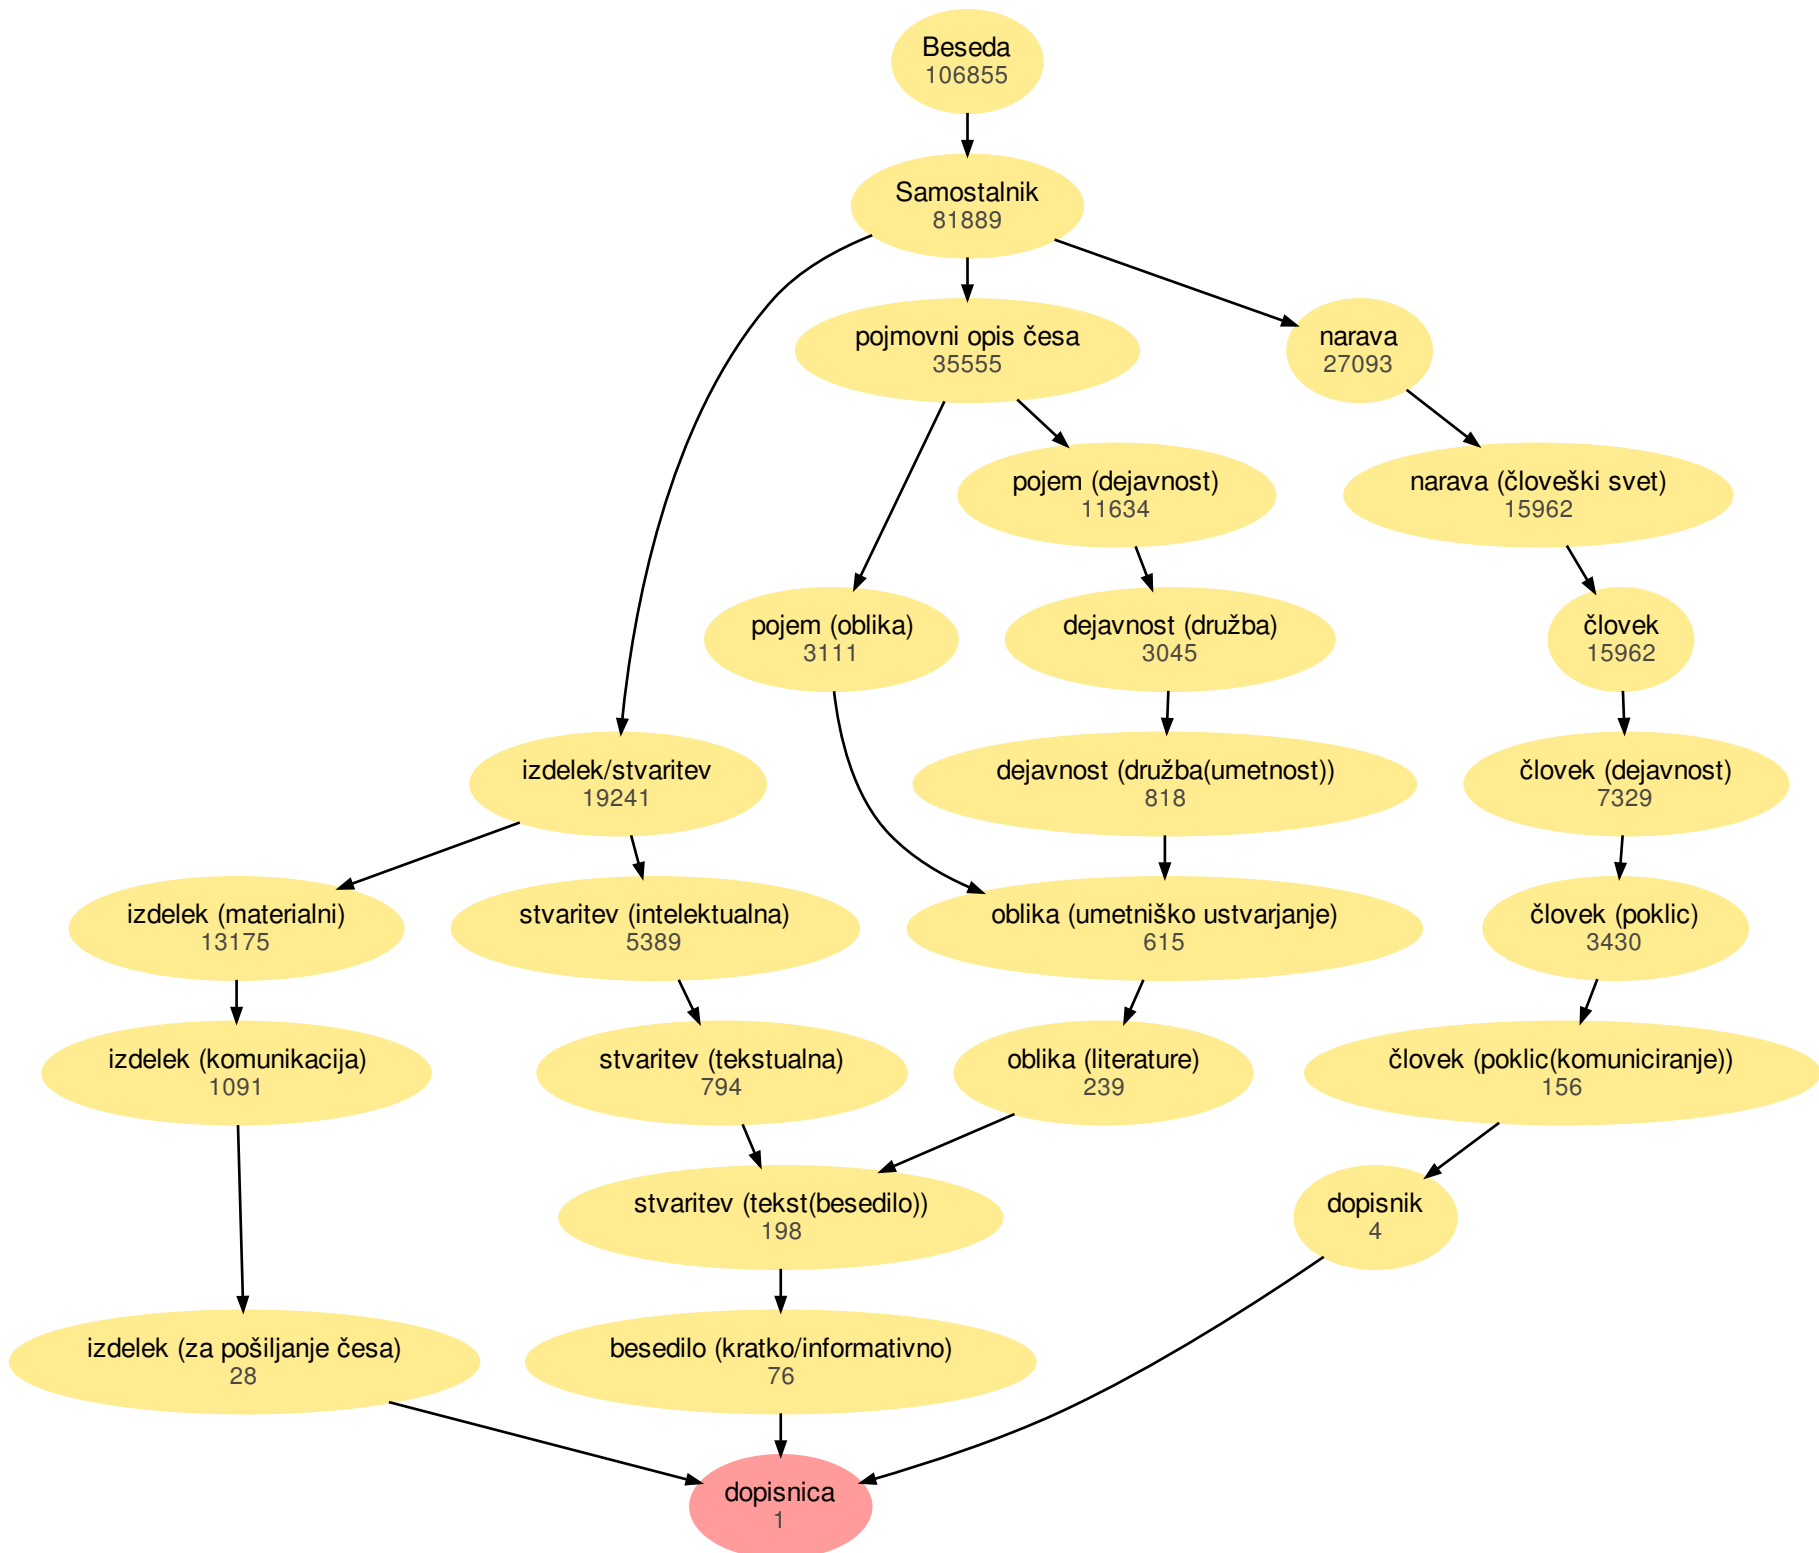 Beseda
106855
Samostalnik
81889
pojmovni opis česa
35555
narava
27093
pojem (dejavnost)
11634
narava (človeški svet)
15962
pojem (oblika)
3111
dejavnost (družba)
3045
človek
15962
izdelek/stvaritev
19241
dejavnost (družba(umetnost))
818
človek (dejavnost)
7329
izdelek (materialni)
13175
stvaritev (intelektualna)
5389
oblika (umetniško ustvarjanje)
615
človek (poklic)
3430
izdelek (komunikacija)
1091
stvaritev (tekstualna)
794
oblika (literature)
239
človek (poklic(komuniciranje))
156
stvaritev (tekst(besedilo))
198
dopisnik
4
izdelek (za pošiljanje česa)
28
besedilo (kratko/informativno)
76
dopisnica
1